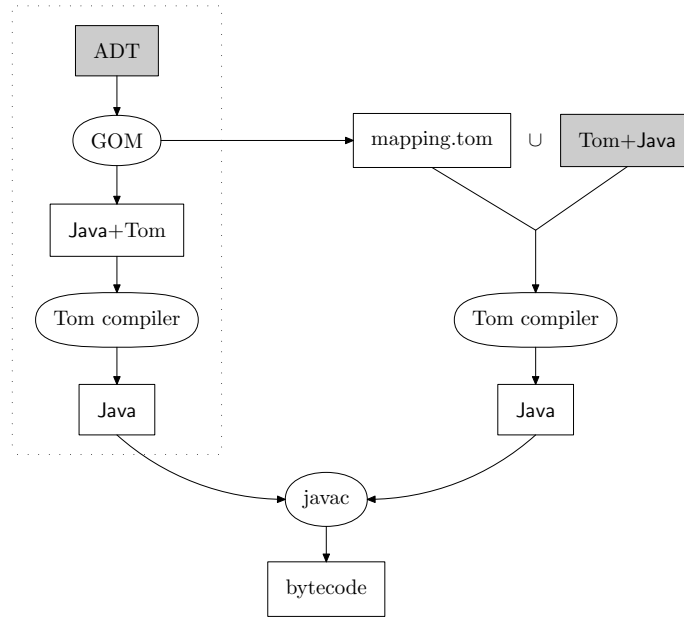 ADT
GOM
mapping.tom ∪ Tom+Java
Java+Tom
Tom compiler
Tom compiler
Java
Java
javac
bytecode